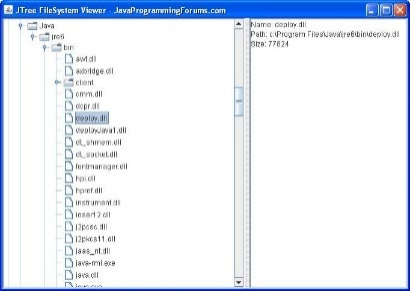 JTree FileSystem Viewer - JavaProgrammingForums.com
Java
jre6
bin
awt.dll
axbridge.dll
client
cmm.dll
dcpr.dll
deploy.dll
deployJava1.dll
dt_shmem.dll
dt_socket.dll
fontmanager.dll
hpi.dll
hprof.dll
instrument.dll
ioser12.dll
j2pcsc.dll
j2pkcs11.dll
jaas_nt.dll
java-rmi.exe
java.dll
java.exe
Name: deploy.dll
Path: c:\Program Files\Java\jre6\bin\deploy.dll
Size: 77824